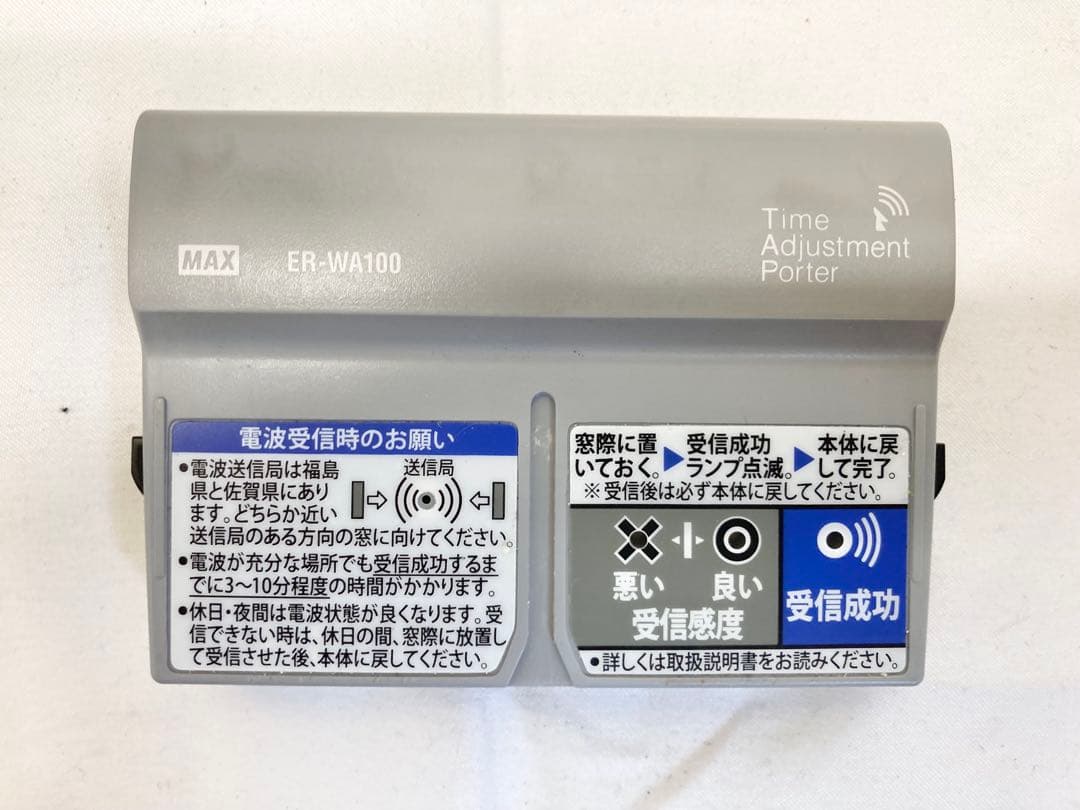 MAX ER-WA100
Time
Adjustment
Porter
電波受信時のお願い
●電波送信局は福島
県と佐賀県にあり
ます。どちらか近い
送信局のある方向の窓に向けてください。
送信局
●電波が充分な場所でも受信成功するま
でに3〜10分程度の時間がかかります。
●休日・夜間は電波状態が良くなります。受
信できない時は、休日の間、窓際に放置し
て受信させた後、本体に戻してください。
窓際に置
いておく。
受信成功
ランプ点滅。
本体に戻
して完了。
※受信後は必ず本体に戻してください。
悪い 良い
受信感度
受信成功
●詳しくは取扱説明書をお読みください。